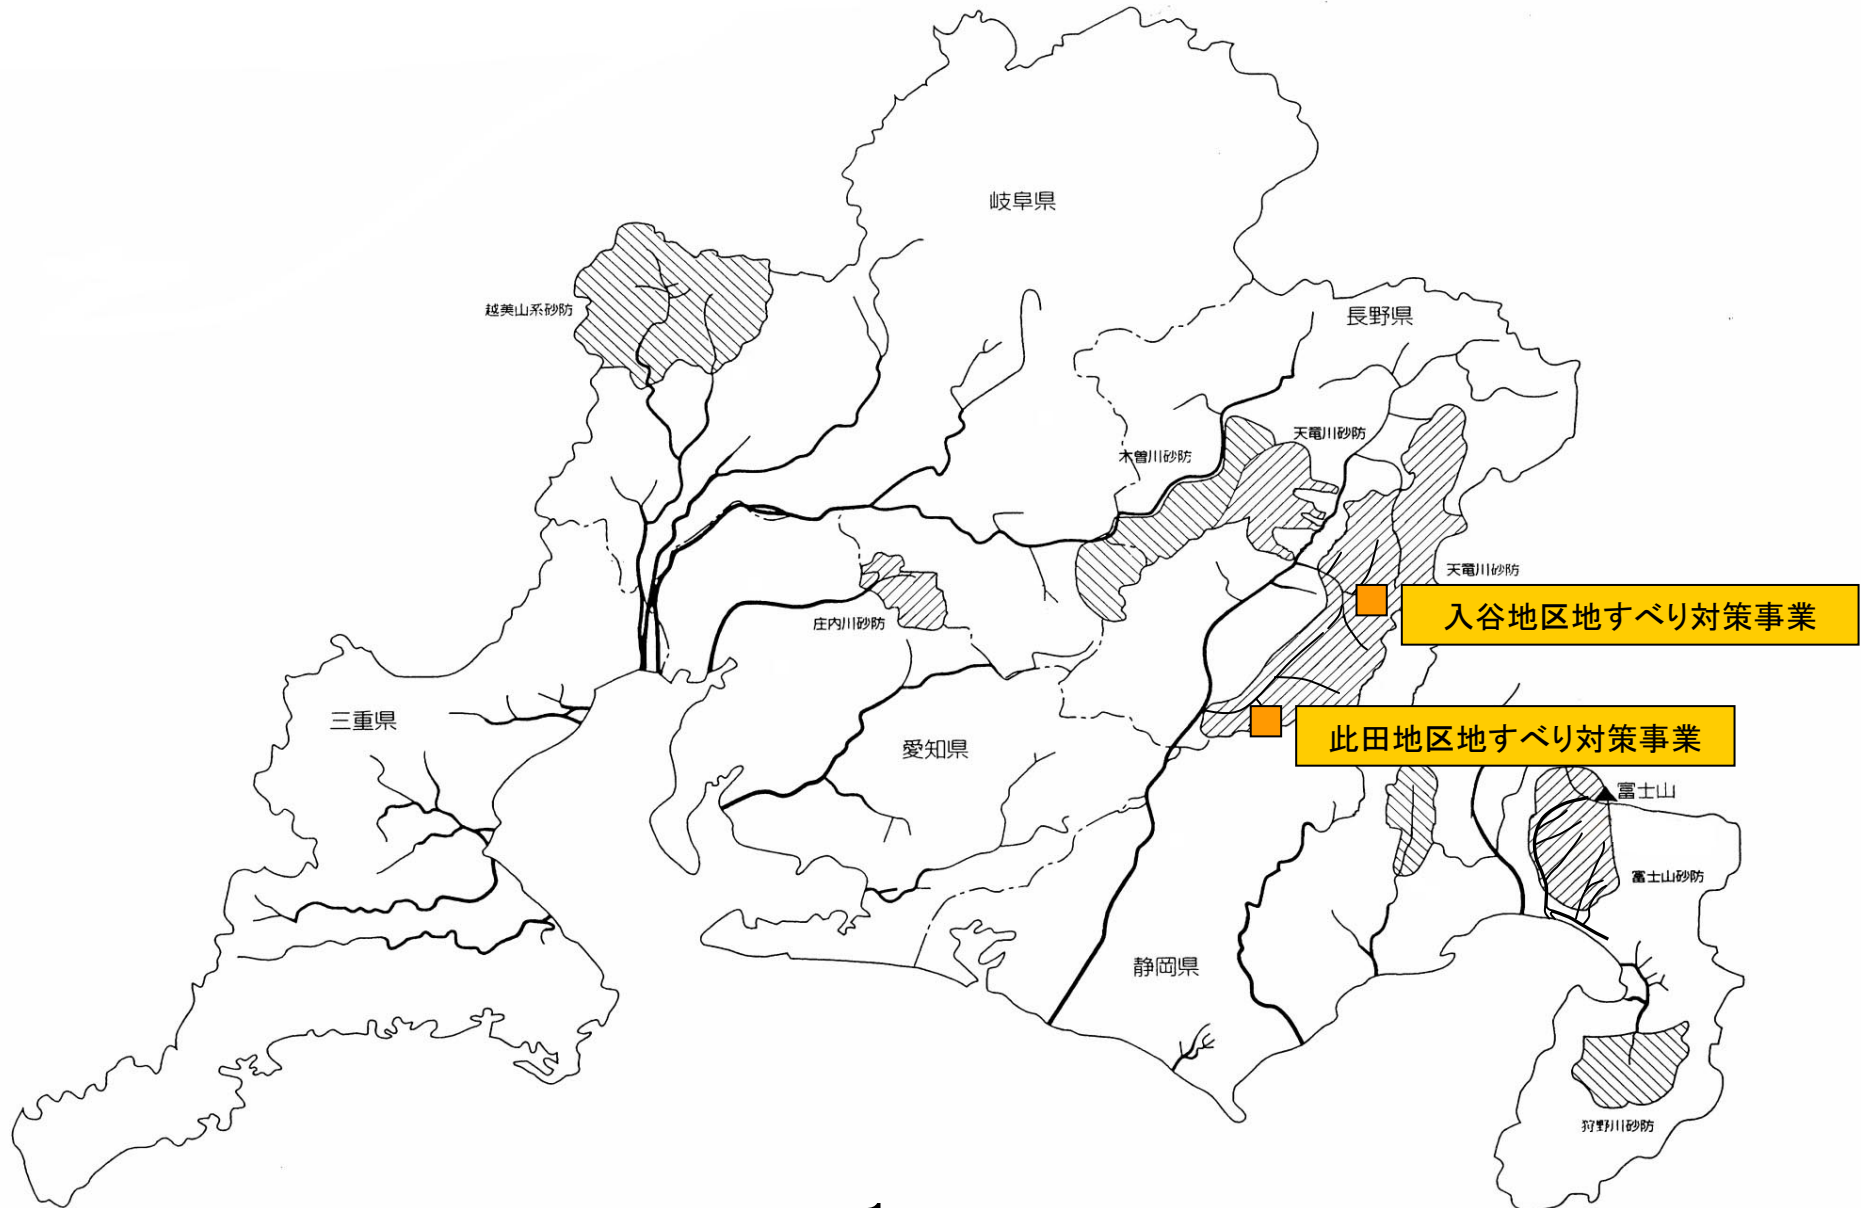 岐阜県
越美山系砂防
長野県
天竜川砂防
木曽川砂防
天竜川砂防
入谷地区地すべり対策事業
庄内川砂防
三重県
愛知県
此田地区地すべり対策事業
富士山
富士山砂防
静岡県
狩野川砂防